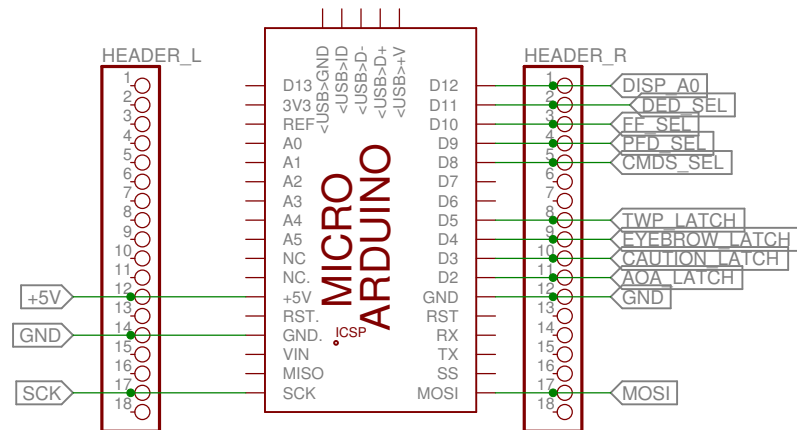 HEADER_L
1
2
3
4
5
6
7
8
9
10
11
12
13
14
15
16
17
18
+5V
GND
SCK
<USB>GND
<USB>ID
<USB>D-
<USB>D+
<USB>+V
D13
3V3
REF
A0
A1
A2
A3
A4
A5
NC
NC.
+5V
RST.
GND.
VIN
MISO
SCK
MICRO
ARDUINO
ICSP
D12
D11
D10
D9
D8
D7
D6
D5
D4
D3
D2
GND
RST
RX
TX
SS
MOSI
HEADER_R
1
2
3
4
5
6
7
8
9
10
11
12
13
14
15
16
17
18
DISP_A0
DED_SEL
FF_SEL
PFD_SEL
CMDS_SEL
TWP_LATCH
EYEBROW_LATCH
CAUTION_LATCH
AOA_LATCH
GND
MOSI